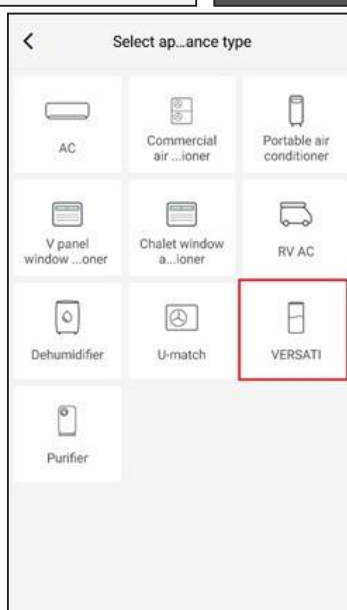 Select ap...ance type
AC
Commercial
air ...ioner
Portable air
conditioner
V panel
window ...oner
Chalet window
a...ioner
RV AC
Dehumidifier
U-match
VERSATI
Purifier